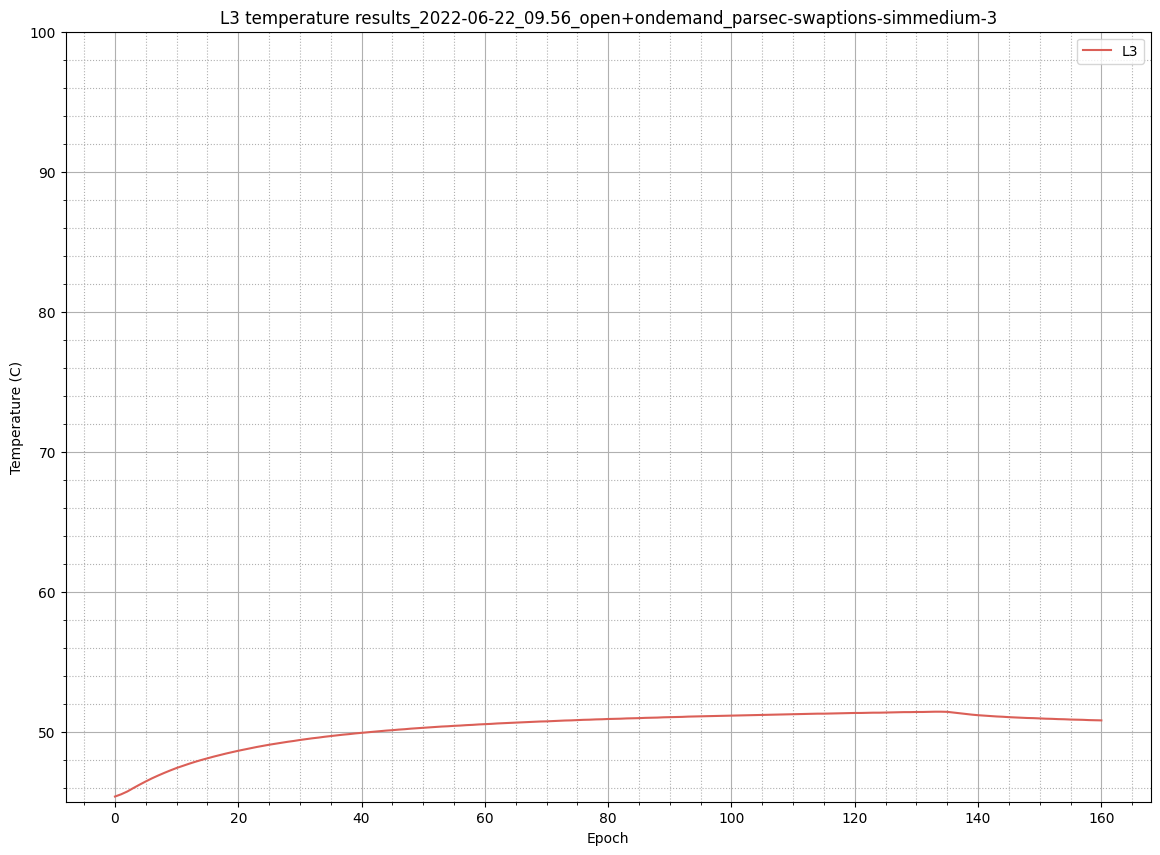 L3 temperature results_2022-06-22_09.56_open+ondemand_parsec-swaptions-simmedium-3
L3
100
90
80
70
60
50
Temperature (C)
0 20 40 60 80 100 120 140 160
Epoch